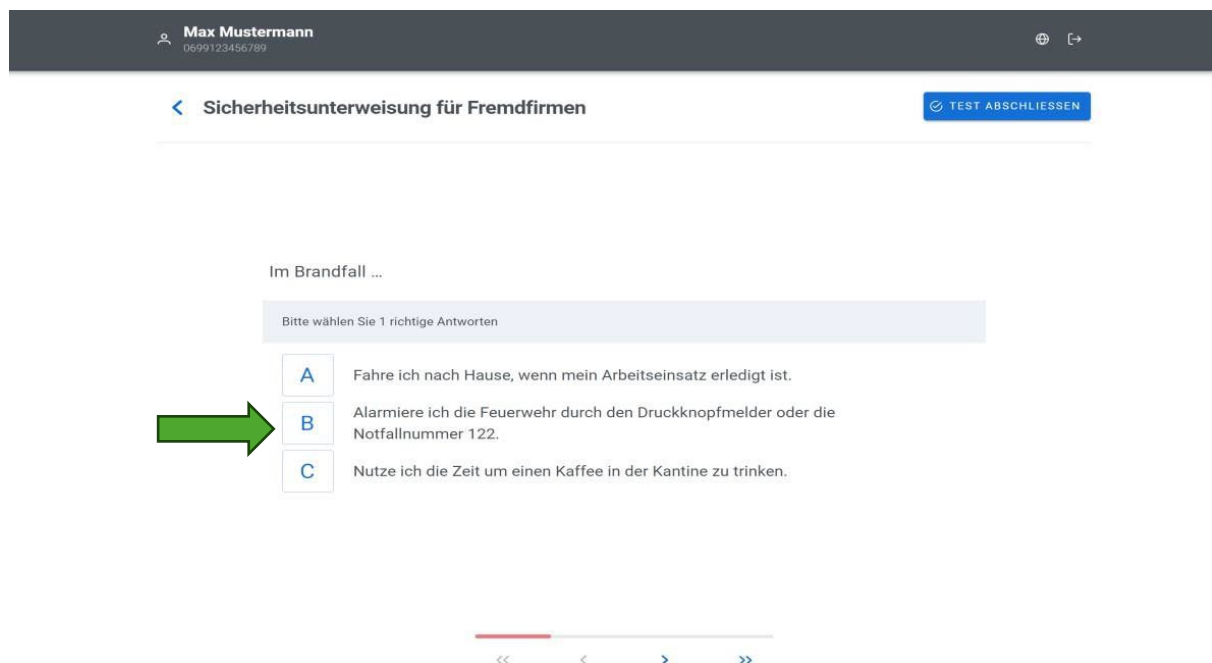 Max Mustermann
0699123456789
Sicherheitsunterweisung für Fremdfirmen
TEST ABSCHLIESSEN
Im Brandfall ...
Bitte wählen Sie 1 richtige Antworten
A Fahre ich nach Hause, wenn mein Arbeitseinsatz erledigt ist.
B Alarmiere ich die Feuerwehr durch den Druckknopfmelder oder die
Notfallnummer 122.
C Nutze ich die Zeit um einen Kaffee in der Kantine zu trinken.